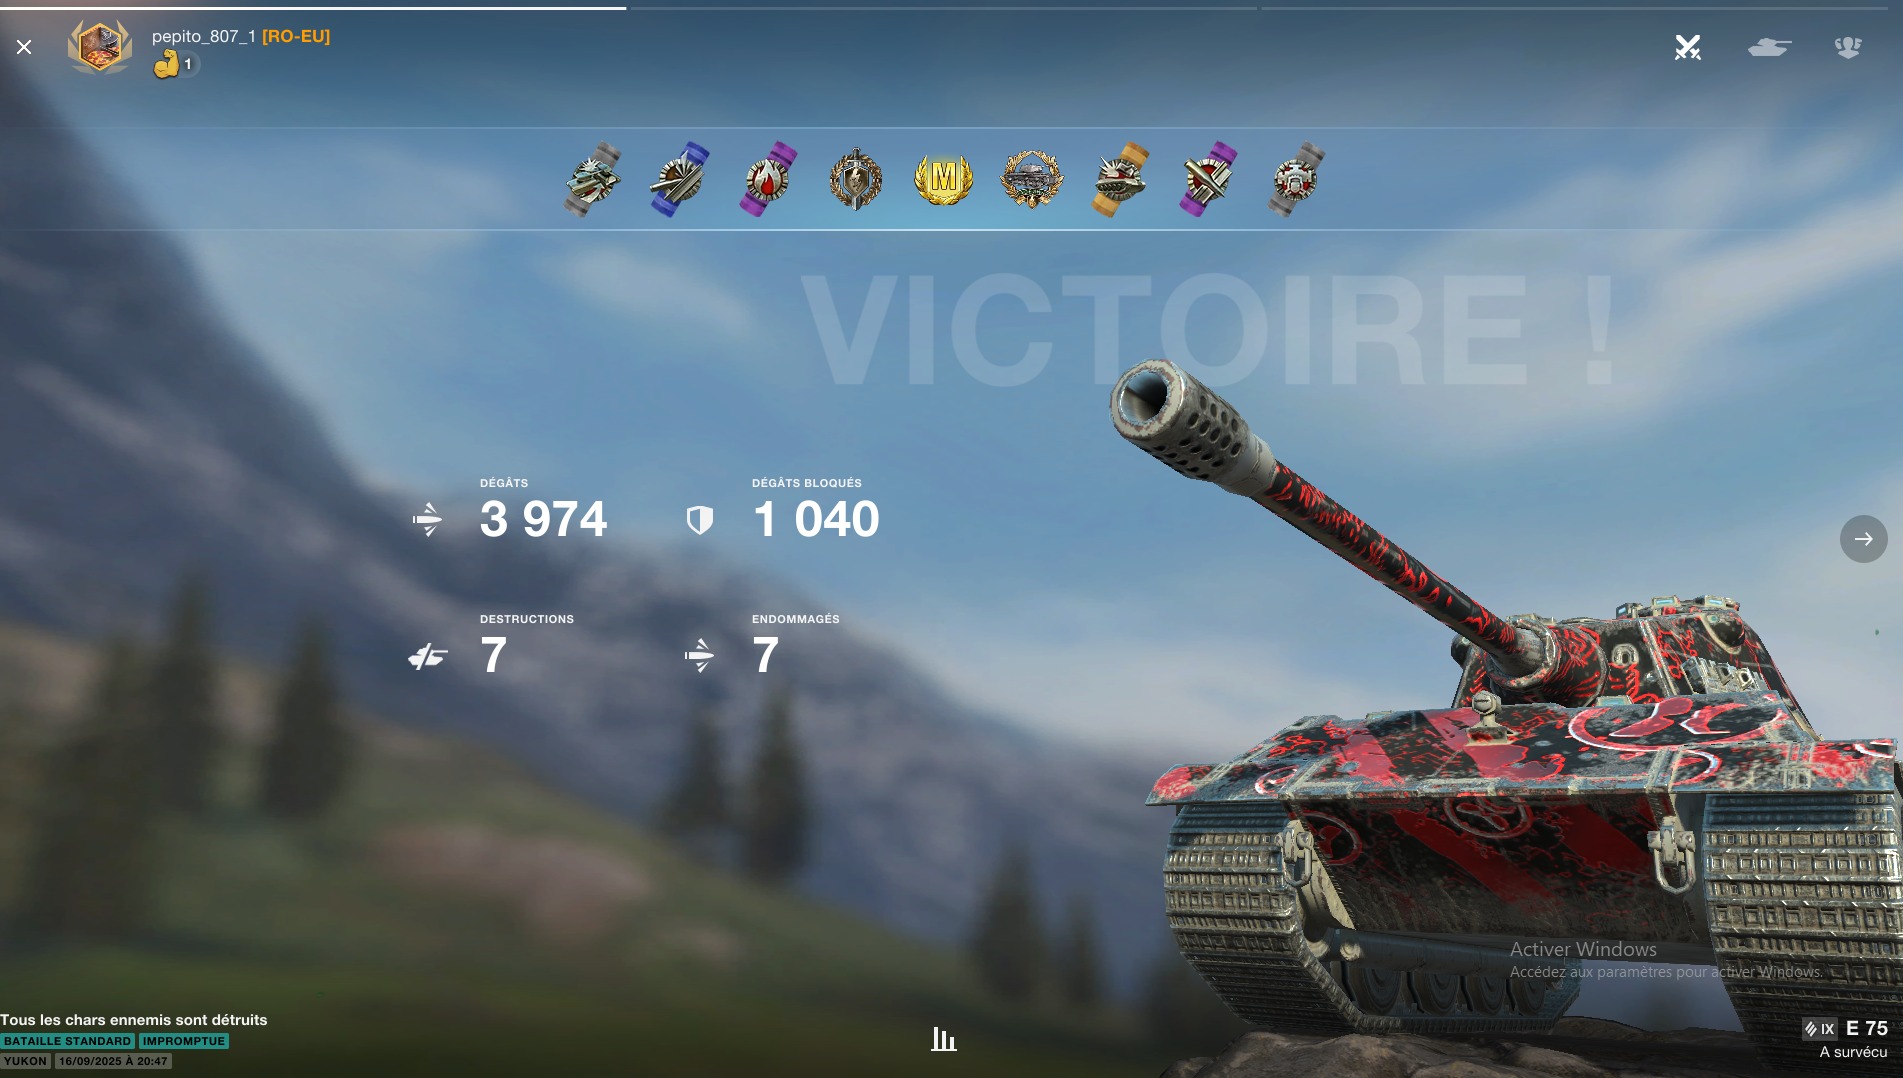 pepito_807_1 [RO-EU]
1
M
VICTOIRE !
DÉGÂTS
3 974
DÉGÂTS BLOQUÉS
1 040
DESTRUCTIONS
7
ENDOMMAGÉS
7
Activer Windows
Accédez aux paramètres pour activer Windows.
Tous les chars ennemis sont détruits
BATAILLE STANDARD IMPROMPTUE
YUKON 16/09/2025 À 20:47
IX E 75
A survécu